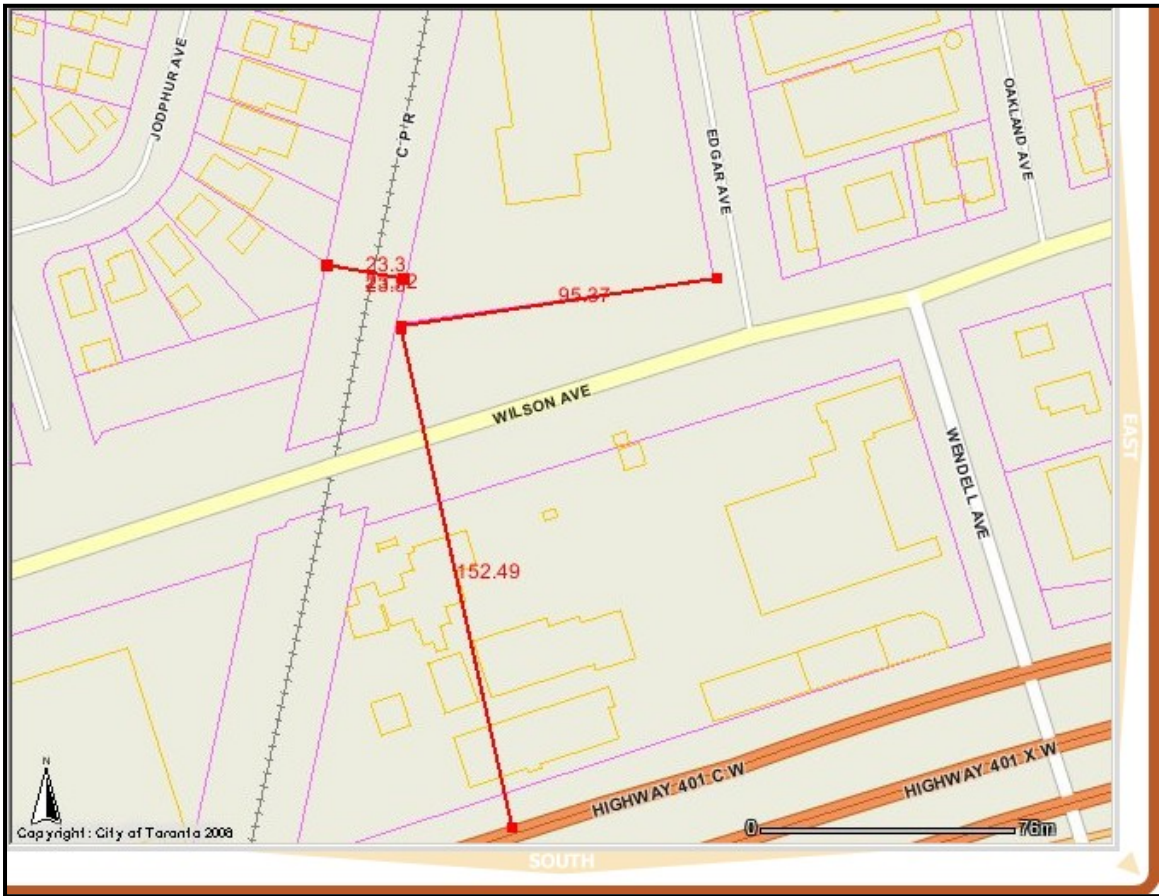 JODPHUR AVE
C P R
EDGAR AVE
OAKLAND AVE
23.3
95.37
WILSON AVE
EAST
WENDELL AVE
152.49
HIGHWAY 401 C W
HIGHWAY 401 X W
N
Copyright: City of Toronto 2008
0
76m
SOUTH